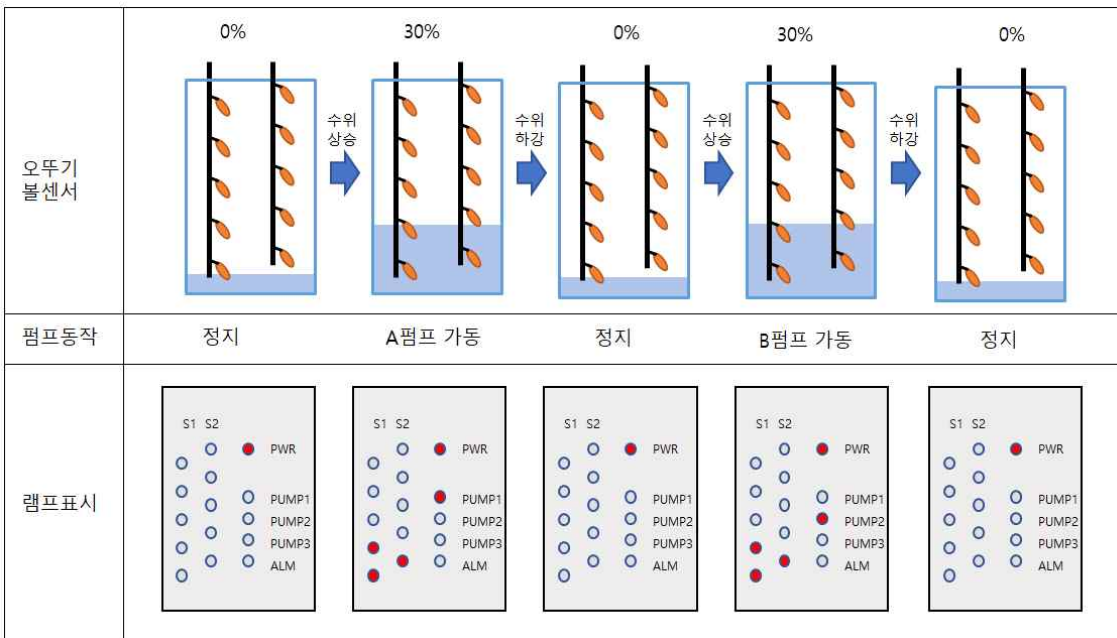 0% 30% 0% 30% 0%
오뚜기
볼센서
수위
상승
수위
하강
수위
상승
수위
하강
펌프동작 정지 A펌프 가동 정지 B펌프 가동 정지
램프표시
S1 S2
PWR
PUMP1
PUMP2
PUMP3
ALM
S1 S2
PWR
PUMP1
PUMP2
PUMP3
ALM
S1 S2
PWR
PUMP1
PUMP2
PUMP3
ALM
S1 S2
PWR
PUMP1
PUMP2
PUMP3
ALM
S1 S2
PWR
PUMP1
PUMP2
PUMP3
ALM